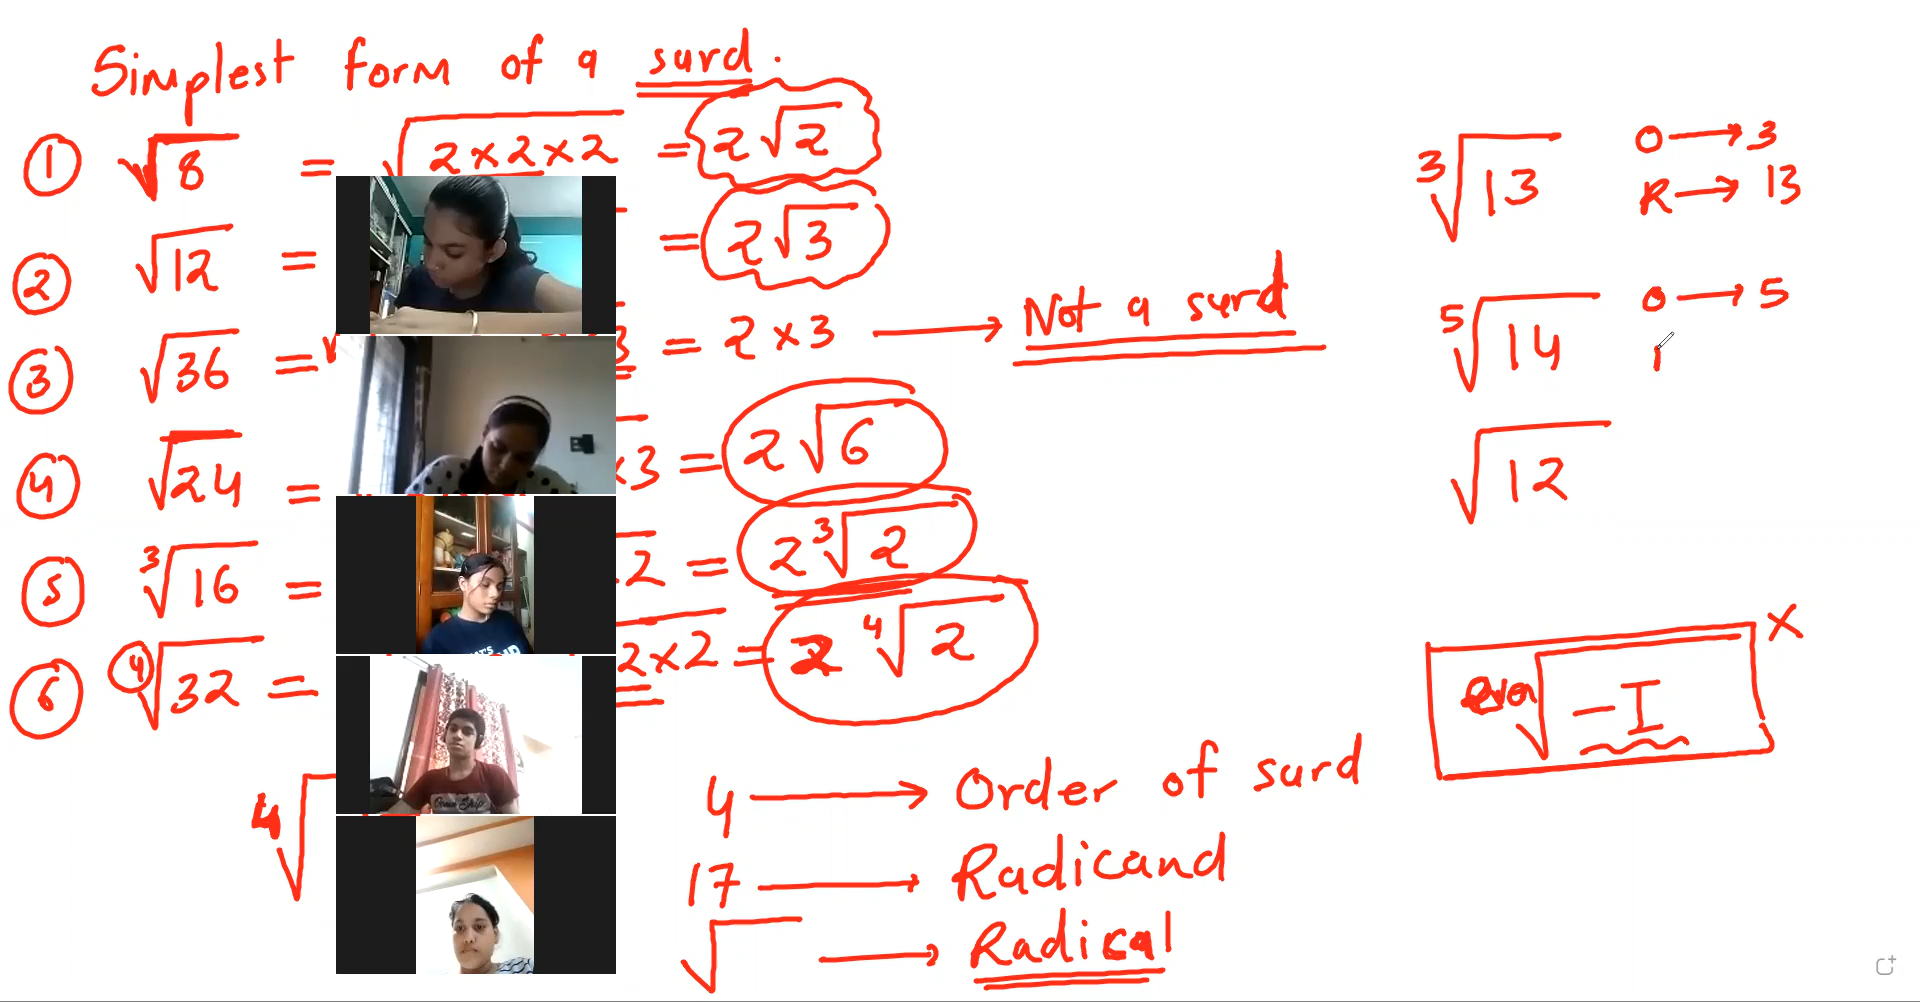 Simplest form of a surd.
① √8 = √2×2×2 = 2√2
② √12 = = 2√3
③ √36 = 3 = 2×3 → Not a surd
④ √24 = ×3 = 2√6
⑤ ³√16 = 2 = 2³√2
⑥ ⁴√32 = 2×2 = 2⁴√2
⁴√
4 → Order of surd
17 → Radicand
√ → Radical
³√13 O → 3
R → 13
⁵√14 O → 5
√12
even√-I ×